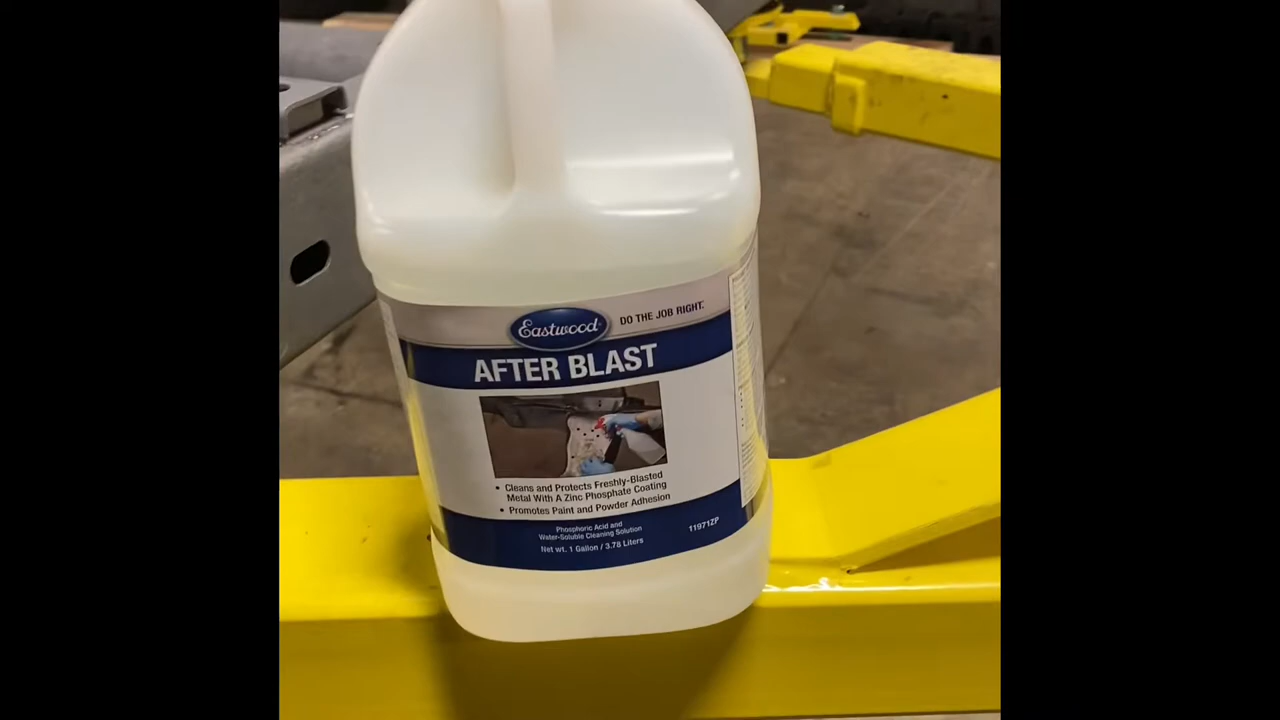 Eastwood
DO THE JOB RIGHT.
AFTER BLAST
• Cleans and Protects Freshly-Blasted
Metal With A Zinc Phosphate Coating
• Promotes Paint and Powder Adhesion
Phosphoric Acid and
Water-Soluble Cleaning Solution
11971ZP
Net wt. 1 Gallon / 3.78 Liters